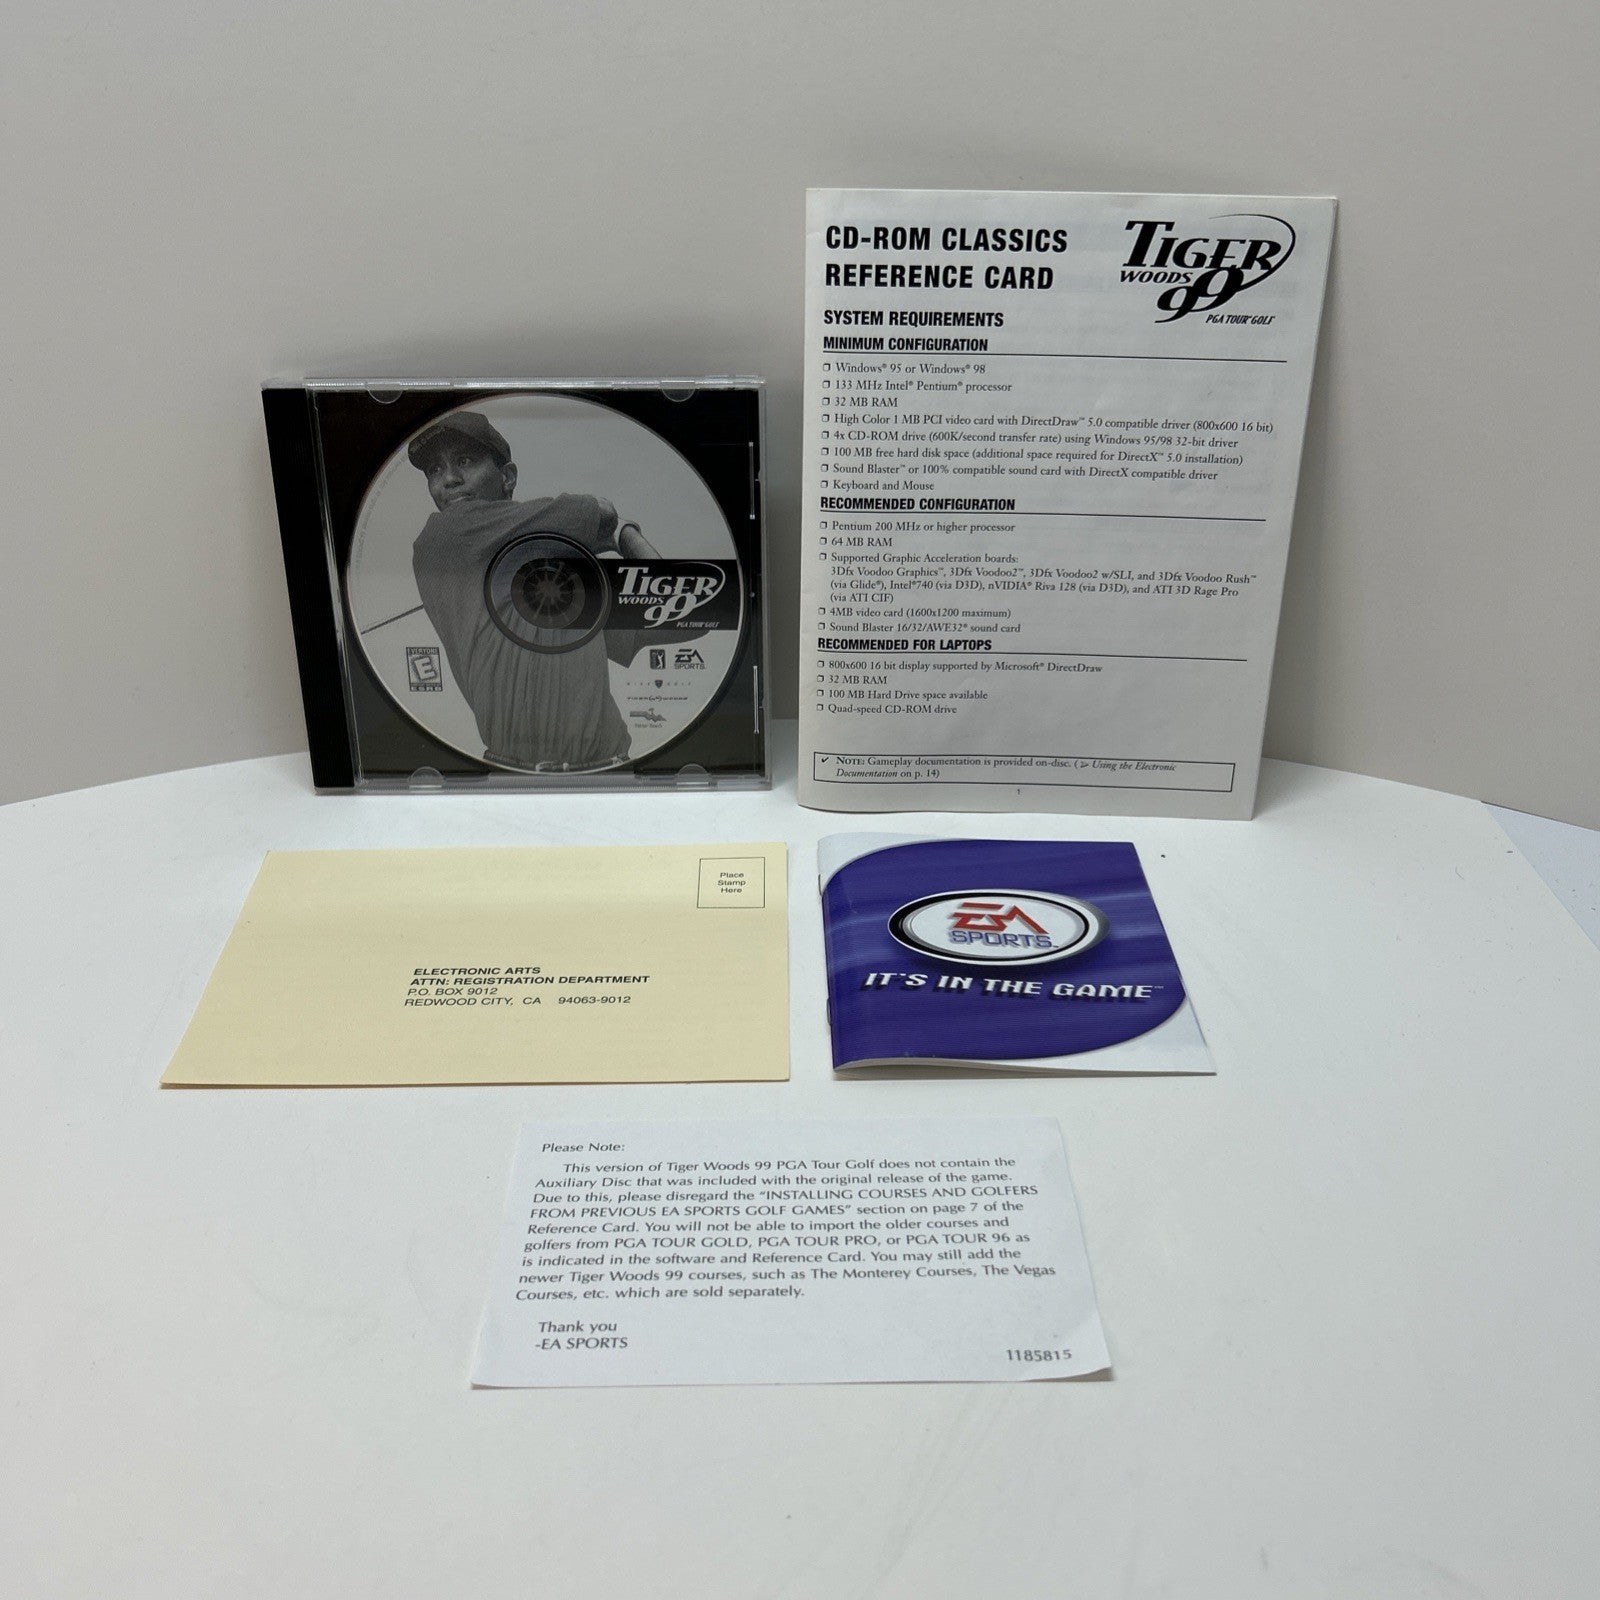 TIGER
WOODS
99
PGA TOUR GOLF
EVERYONE
E
ESRB
EA
SPORTS
TIGER WOODS
CD-ROM CLASSICS
REFERENCE CARD
TIGER
WOODS
99
PGA TOUR® GOLF
SYSTEM REQUIREMENTS
MINIMUM CONFIGURATION
❒ Windows® 95 or Windows® 98
❒ 133 MHz Intel® Pentium® processor
❒ 32 MB RAM
❒ High Color 1 MB PCI video card with DirectDraw™ 5.0 compatible driver (800x600 16 bit)
❒ 4x CD-ROM drive (600K/second transfer rate) using Windows 95/98 32-bit driver
❒ 100 MB free hard disk space (additional space required for DirectX™ 5.0 installation)
❒ Sound Blaster™ or 100% compatible sound card with DirectX compatible driver
❒ Keyboard and Mouse
RECOMMENDED CONFIGURATION
❒ Pentium 200 MHz or higher processor
❒ 64 MB RAM
❒ Supported Graphic Acceleration boards:
3Dfx Voodoo Graphics™, 3Dfx Voodoo2™, 3Dfx Voodoo2 w/SLI, and 3Dfx Voodoo Rush™
(via Glide®), Intel®740 (via D3D), nVIDIA® Riva 128 (via D3D), and ATI 3D Rage Pro
(via ATI CIF)
❒ 4MB video card (1600x1200 maximum)
❒ Sound Blaster 16/32/AWE32® sound card
RECOMMENDED FOR LAPTOPS
❒ 800x600 16 bit display supported by Microsoft® DirectDraw
❒ 32 MB RAM
❒ 100 MB Hard Drive space available
❒ Quad-speed CD-ROM drive
✔ NOTE: Gameplay documentation is provided on-disc. (➢ Using the Electronic
Documentation on p. 14)
1
Place
Stamp
Here
ELECTRONIC ARTS
ATTN: REGISTRATION DEPARTMENT
P.O. BOX 9012
REDWOOD CITY, CA 94063-9012
EA
SPORTS™
IT'S IN THE GAME™
Please Note:
This version of Tiger Woods 99 PGA Tour Golf does not contain the
Auxiliary Disc that was included with the original release of the game.
Due to this, please disregard the "INSTALLING COURSES AND GOLFERS
FROM PREVIOUS EA SPORTS GOLF GAMES" section on page 7 of the
Reference Card. You will not be able to import the older courses and
golfers from PGA TOUR GOLD, PGA TOUR PRO, or PGA TOUR 96 as
is indicated in the software and Reference Card. You may still add the
newer Tiger Woods 99 courses, such as The Monterey Courses, The Vegas
Courses, etc. which are sold separately.
Thank you
-EA SPORTS
1185815